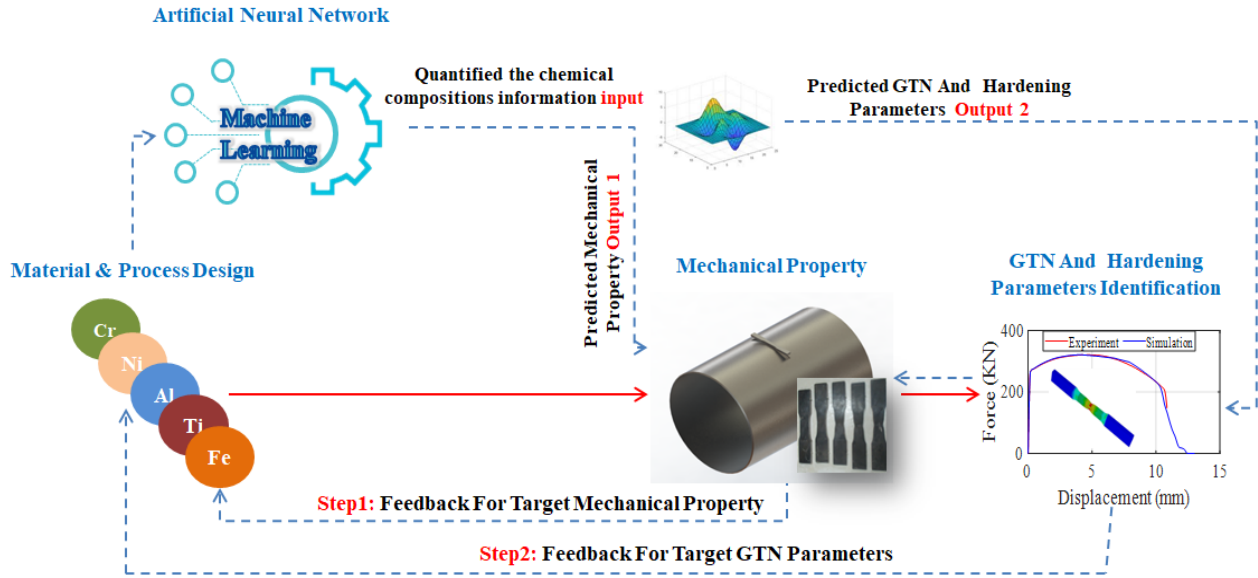 Artificial Neural Network
Machine
Learning
Quantified the chemical
compositions information input
Predicted GTN And Hardening
Parameters Output 2
Predicted Mechanical
Property Output 1
Material & Process Design
Cr
Ni
Al
Ti
Fe
Mechanical Property
GTN And Hardening
Parameters Identification
Experiment Simulation
Force (KN)
400
200
0
0 5 10 15
Displacement (mm)
Step1: Feedback For Target Mechanical Property
Step2: Feedback For Target GTN Parameters